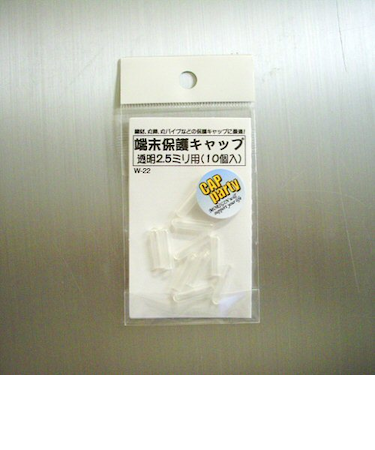 線材、丸棒、丸パイプなどの保護キャップに最適!
端末保護キャップ
透明2.5ミリ用(10個入)
W-22
CAP
party